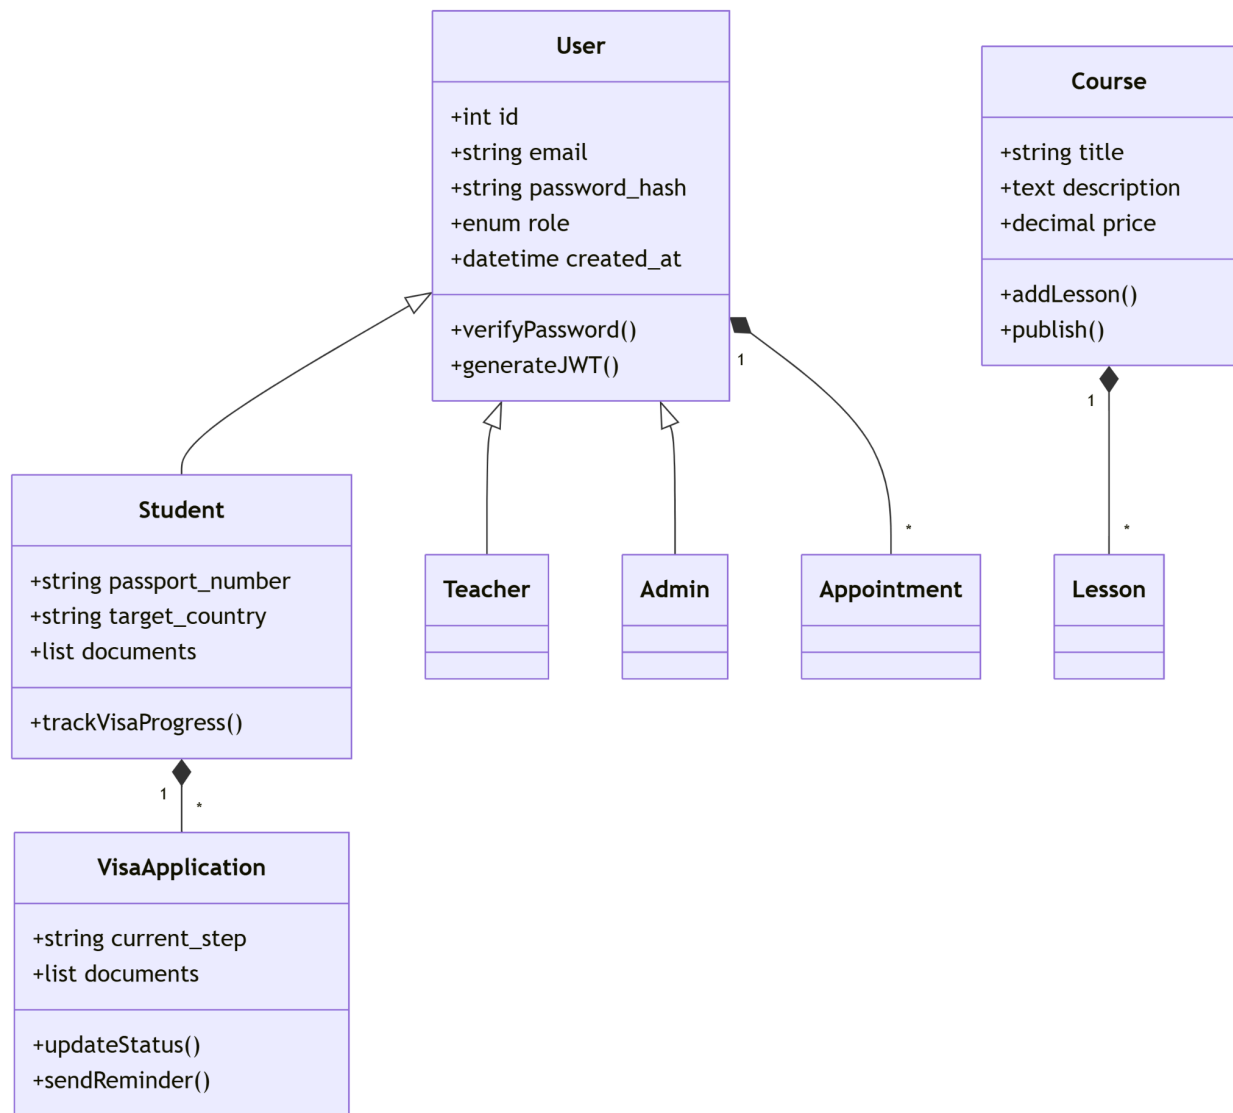 User
+int id
+string email
+string password_hash
+enum role
+datetime created_at
+verifyPassword()
+generateJWT()
1
*
Course
+string title
+text description
+decimal price
+addLesson()
+publish()
1
*
Student
+string passport_number
+string target_country
+list documents
+trackVisaProgress()
1
*
Teacher
Admin
Appointment
Lesson
VisaApplication
+string current_step
+list documents
+updateStatus()
+sendReminder()